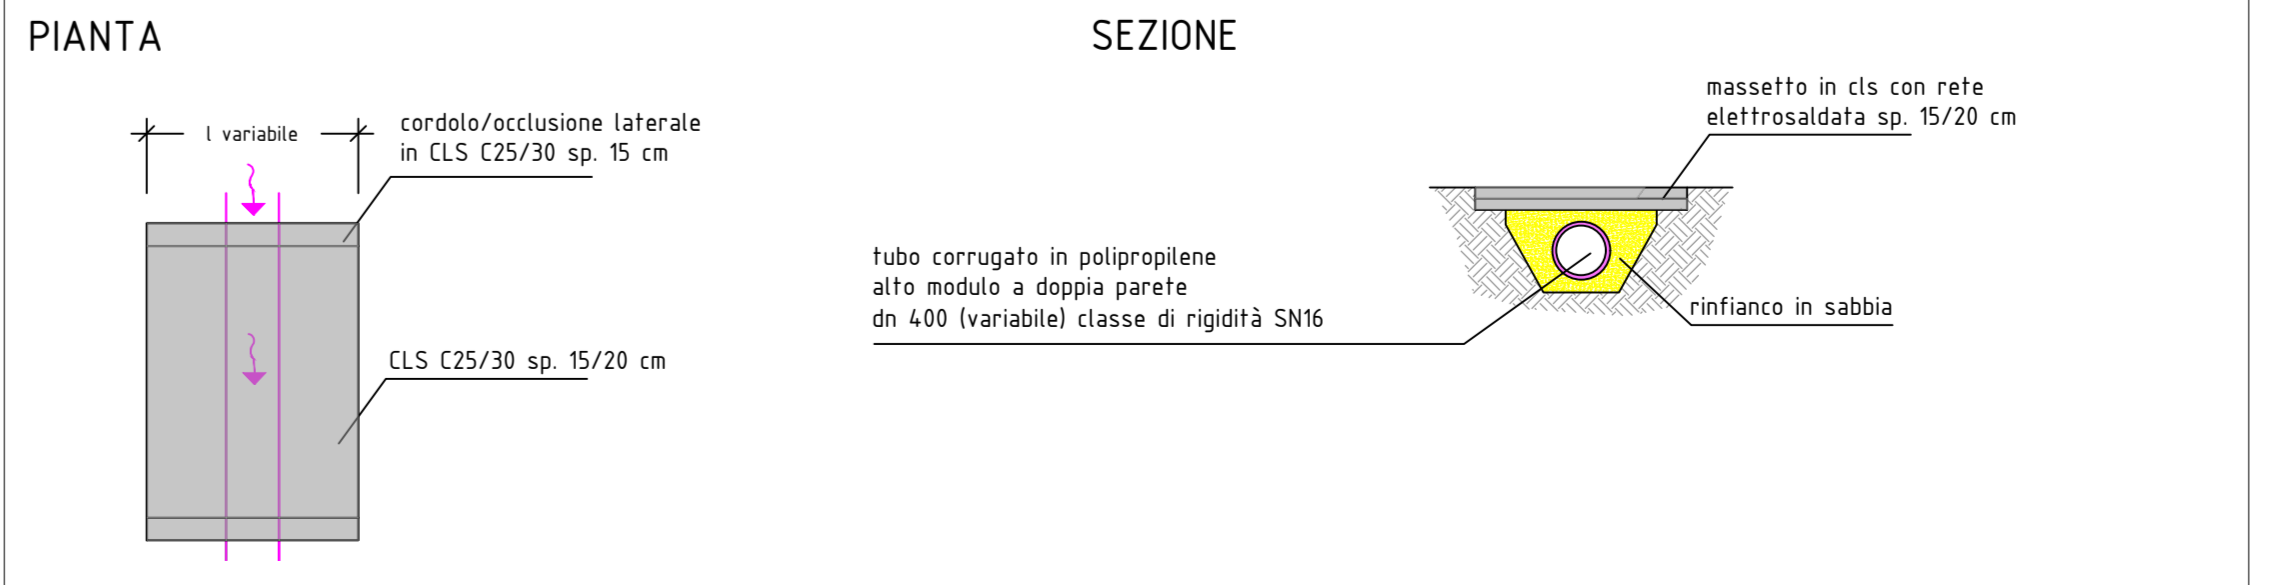 PIANTA
SEZIONE
l variabile
cordolo/occlusione laterale
in CLS C25/30 sp. 15 cm
CLS C25/30 sp. 15/20 cm
massetto in cls con rete
elettrosaldata sp. 15/20 cm
tubo corrugato in polipropilene
alto modulo a doppia parete
dn 400 (variabile) classe di rigidità SN16
rinfianco in sabbia